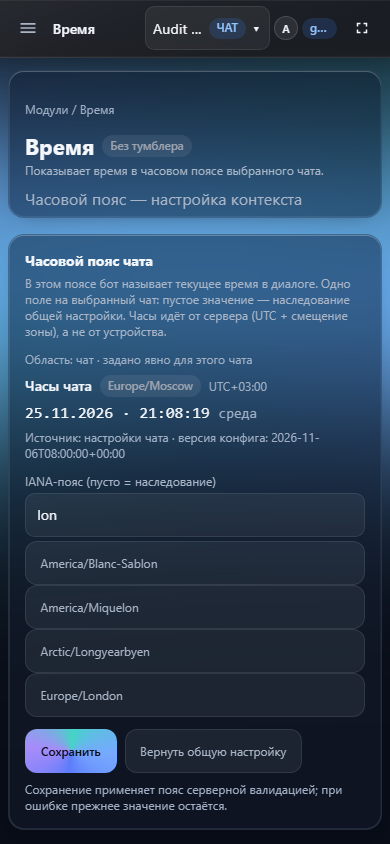 Время
Audit ... ЧАТ ▾ A g...
Модули / Время
Время Без тумблера
Показывает время в часовом поясе выбранного чата.
Часовой пояс — настройка контекста
Часовой пояс чата
В этом поясе бот называет текущее время в диалоге. Одно
поле на выбранный чат: пустое значение — наследование
общей настройки. Часы идёт от сервера (UTC + смещение
зоны), а не от устройства.
Область: чат · задано явно для этого чата
Часы чата Europe/Moscow UTC+03:00
25.11.2026 · 21:08:19 среда
Источник: настройки чата · версия конфига: 2026-11-
06T08:00:00+00:00
IANA-пояс (пусто = наследование)
lon
America/Blanc-Sablon
America/Miquelon
Arctic/Longyearbyen
Europe/London
Сохранить Вернуть общую настройку
Сохранение применяет пояс серверной валидацией; при
ошибке прежнее значение остаётся.